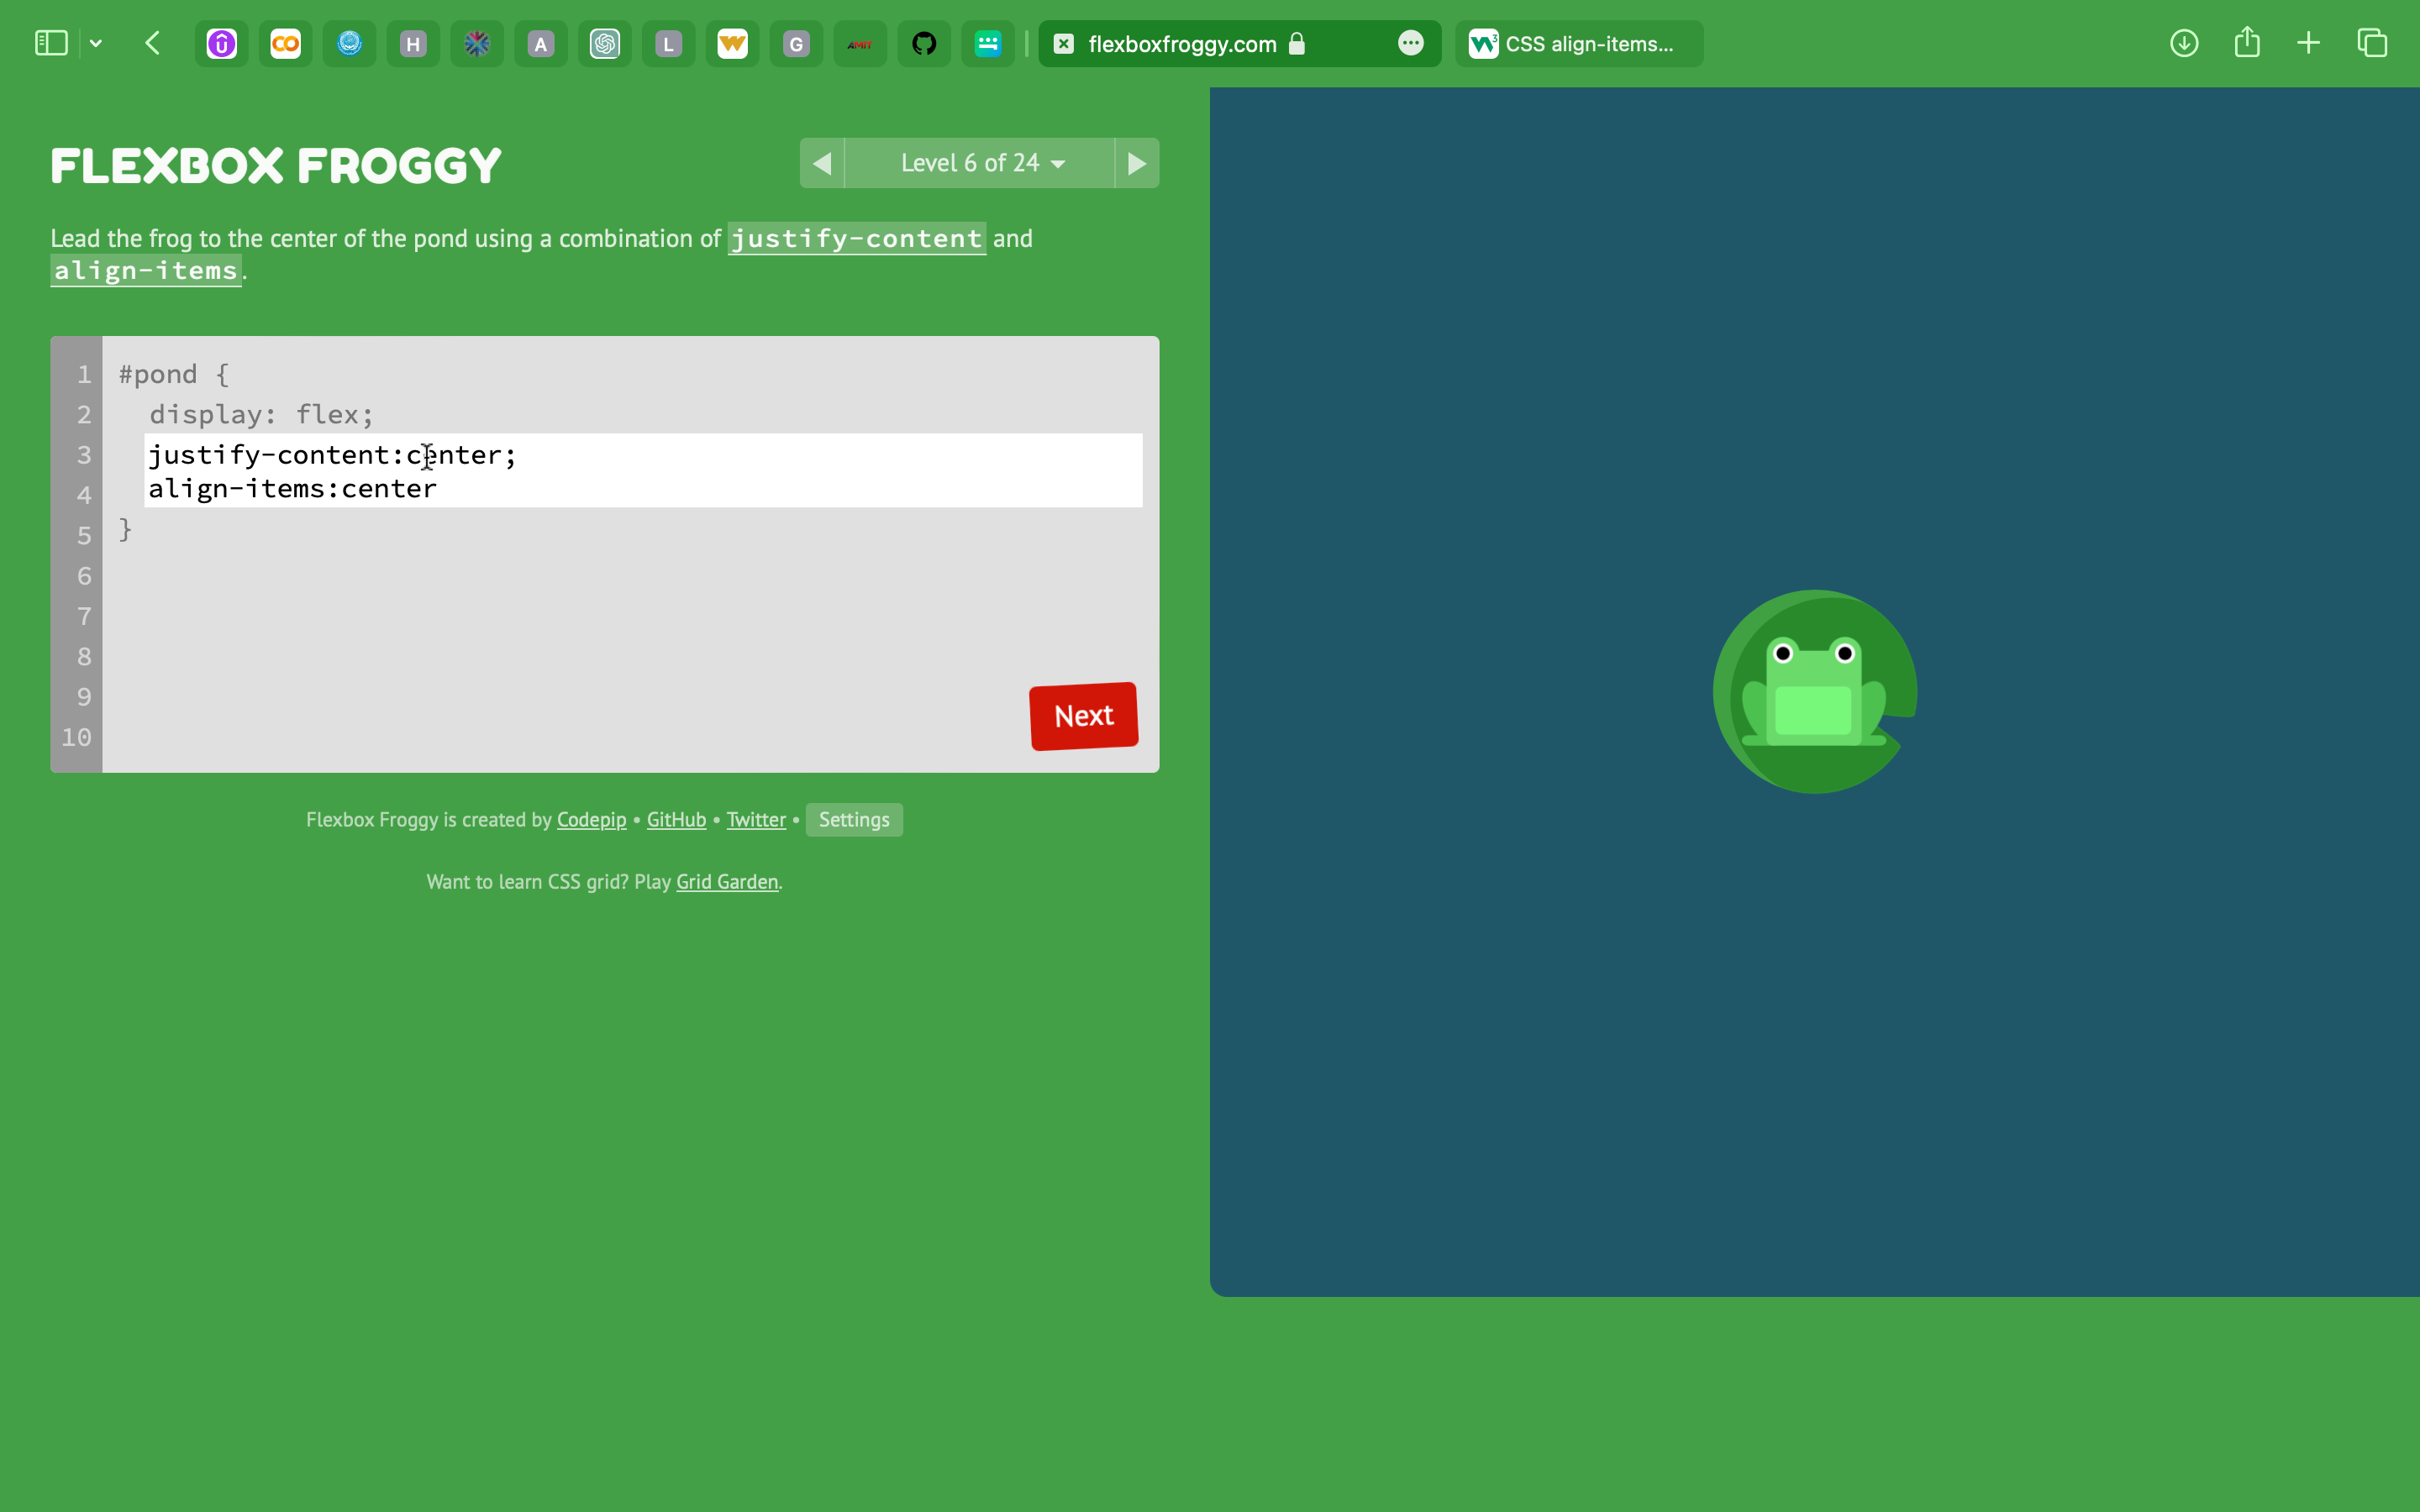 H A L G AMIT flexboxfroggy.com CSS align-items...
FLEXBOX FROGGY
Level 6 of 24
Lead the frog to the center of the pond using a combination of justify-content and
align-items.
1 #pond {
2 display: flex;
3 justify-content:center;
4 align-items:center
5 }
6
7
8
9
10
Next
Flexbox Froggy is created by Codepip • GitHub • Twitter • Settings
Want to learn CSS grid? Play Grid Garden.